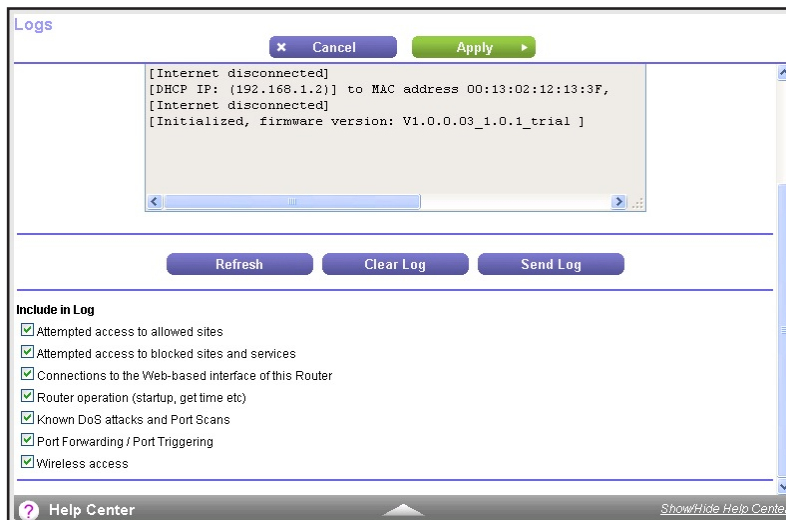 Logs
Cancel Apply
[Internet disconnected]
[DHCP IP: (192.168.1.2)] to MAC address 00:13:02:12:13:3F,
[Internet disconnected]
[Initialized, firmware version: V1.0.0.03_1.0.1_trial ]
Refresh Clear Log Send Log
Include in Log
Attempted access to allowed sites
Attempted access to blocked sites and services
Connections to the Web-based interface of this Router
Router operation (startup, get time etc)
Known DoS attacks and Port Scans
Port Forwarding / Port Triggering
Wireless access
? Help Center Show/Hide Help Center